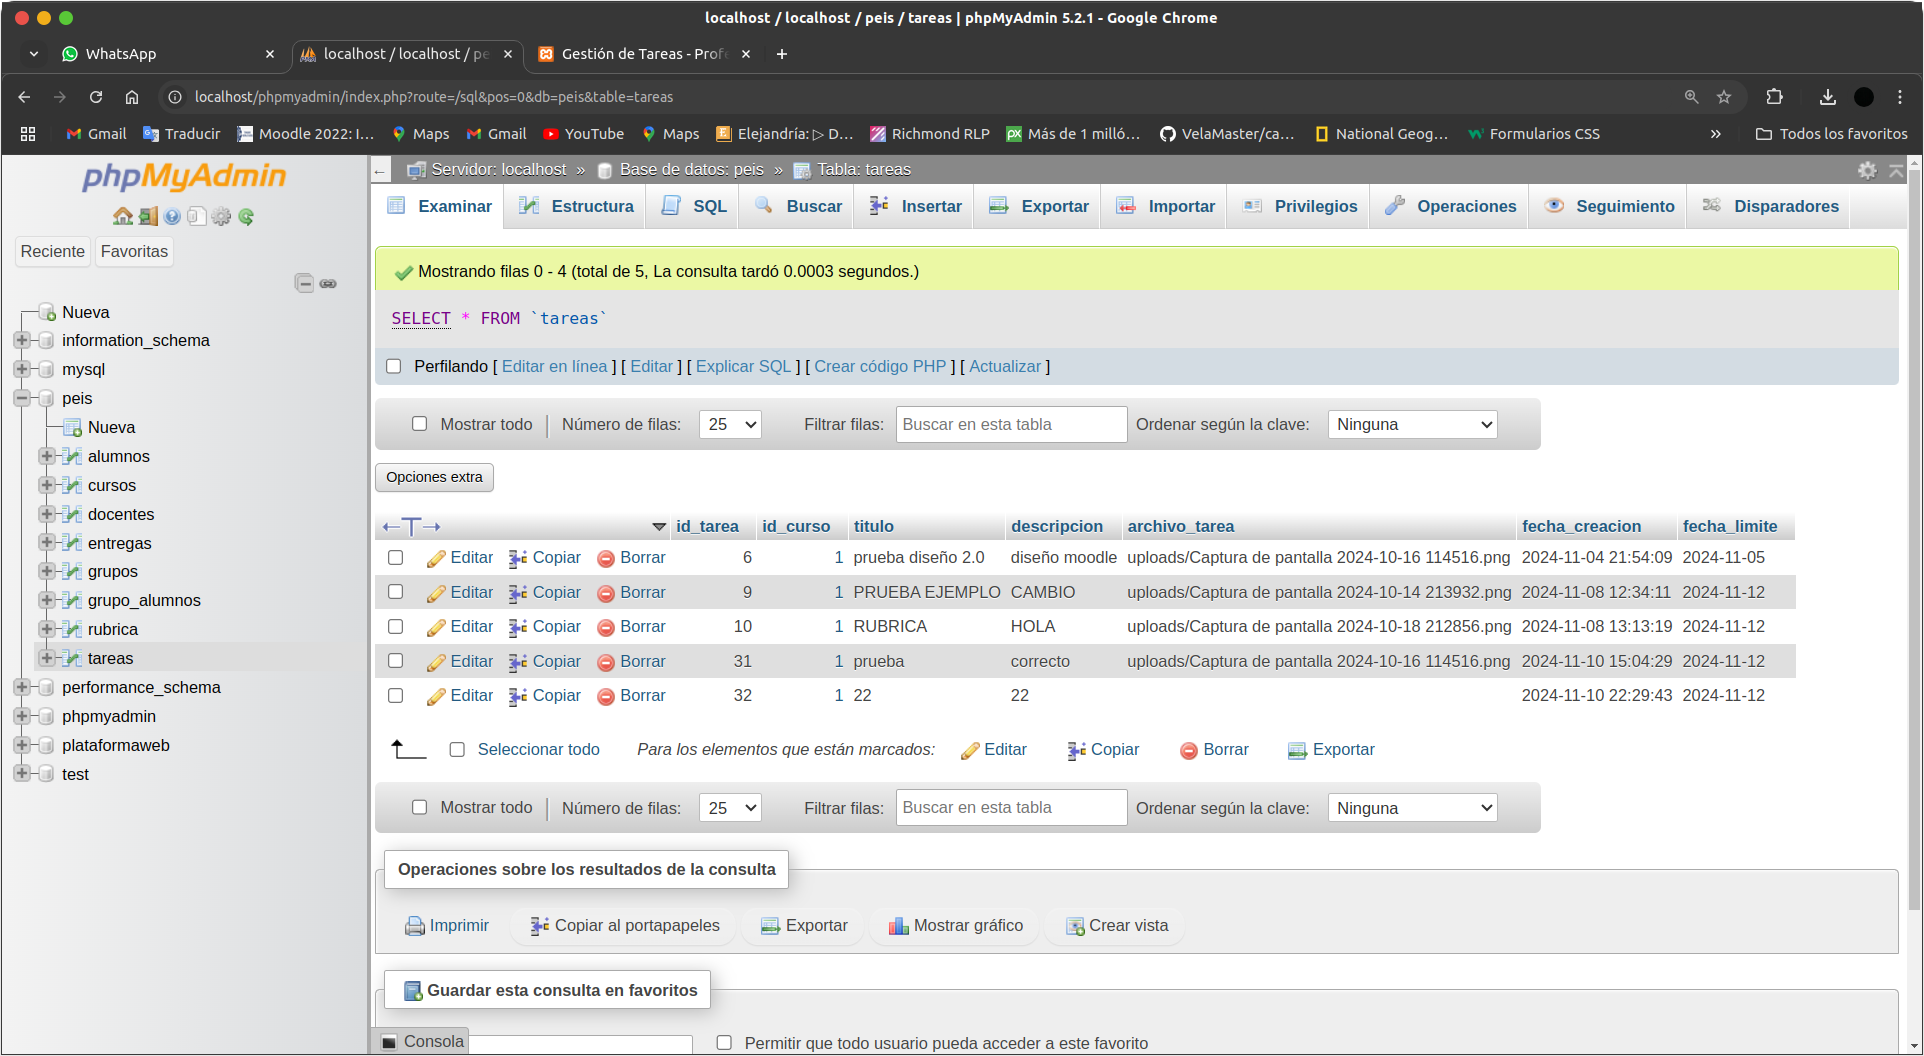 localhost / localhost / peis / tareas | phpMyAdmin 5.2.1 - Google Chrome
WhatsApp
localhost / localhost / pe
Gestión de Tareas - Prof
localhost/phpmyadmin/index.php?route=/sql&pos=0&db=peis&table=tareas
Gmail Traducir Moodle 2022: I... Maps Gmail YouTube Maps Elejandría: ▷ D... Richmond RLP Más de 1 milló... VelaMaster/ca... National Geog... Formularios CSS » Todos los favoritos
phpMyAdmin
Reciente Favoritas
Nueva
information_schema
mysql
peis
Nueva
alumnos
cursos
docentes
entregas
grupos
grupo_alumnos
rubrica
tareas
performance_schema
phpmyadmin
plataformaweb
test
Servidor: localhost » Base de datos: peis » Tabla: tareas
Examinar Estructura SQL Buscar Insertar Exportar Importar Privilegios Operaciones Seguimiento Disparadores
Mostrando filas 0 - 4 (total de 5, La consulta tardó 0.0003 segundos.)
SELECT * FROM `tareas`
Perfilando [ Editar en línea ] [ Editar ] [ Explicar SQL ] [ Crear código PHP ] [ Actualizar ]
Mostrar todo Número de filas: 25 Filtrar filas: Buscar en esta tabla Ordenar según la clave: Ninguna
Opciones extra
←T→ id_tarea id_curso titulo descripcion archivo_tarea fecha_creacion fecha_limite
Editar Copiar Borrar 6 1 prueba diseño 2.0 diseño moodle uploads/Captura de pantalla 2024-10-16 114516.png 2024-11-04 21:54:09 2024-11-05
Editar Copiar Borrar 9 1 PRUEBA EJEMPLO CAMBIO uploads/Captura de pantalla 2024-10-14 213932.png 2024-11-08 12:34:11 2024-11-12
Editar Copiar Borrar 10 1 RUBRICA HOLA uploads/Captura de pantalla 2024-10-18 212856.png 2024-11-08 13:13:19 2024-11-12
Editar Copiar Borrar 31 1 prueba correcto uploads/Captura de pantalla 2024-10-16 114516.png 2024-11-10 15:04:29 2024-11-12
Editar Copiar Borrar 32 1 22 22 2024-11-10 22:29:43 2024-11-12
Seleccionar todo Para los elementos que están marcados: Editar Copiar Borrar Exportar
Mostrar todo Número de filas: 25 Filtrar filas: Buscar en esta tabla Ordenar según la clave: Ninguna
Operaciones sobre los resultados de la consulta
Imprimir Copiar al portapapeles Exportar Mostrar gráfico Crear vista
Guardar esta consulta en favoritos
Consola Permitir que todo usuario pueda acceder a este favorito